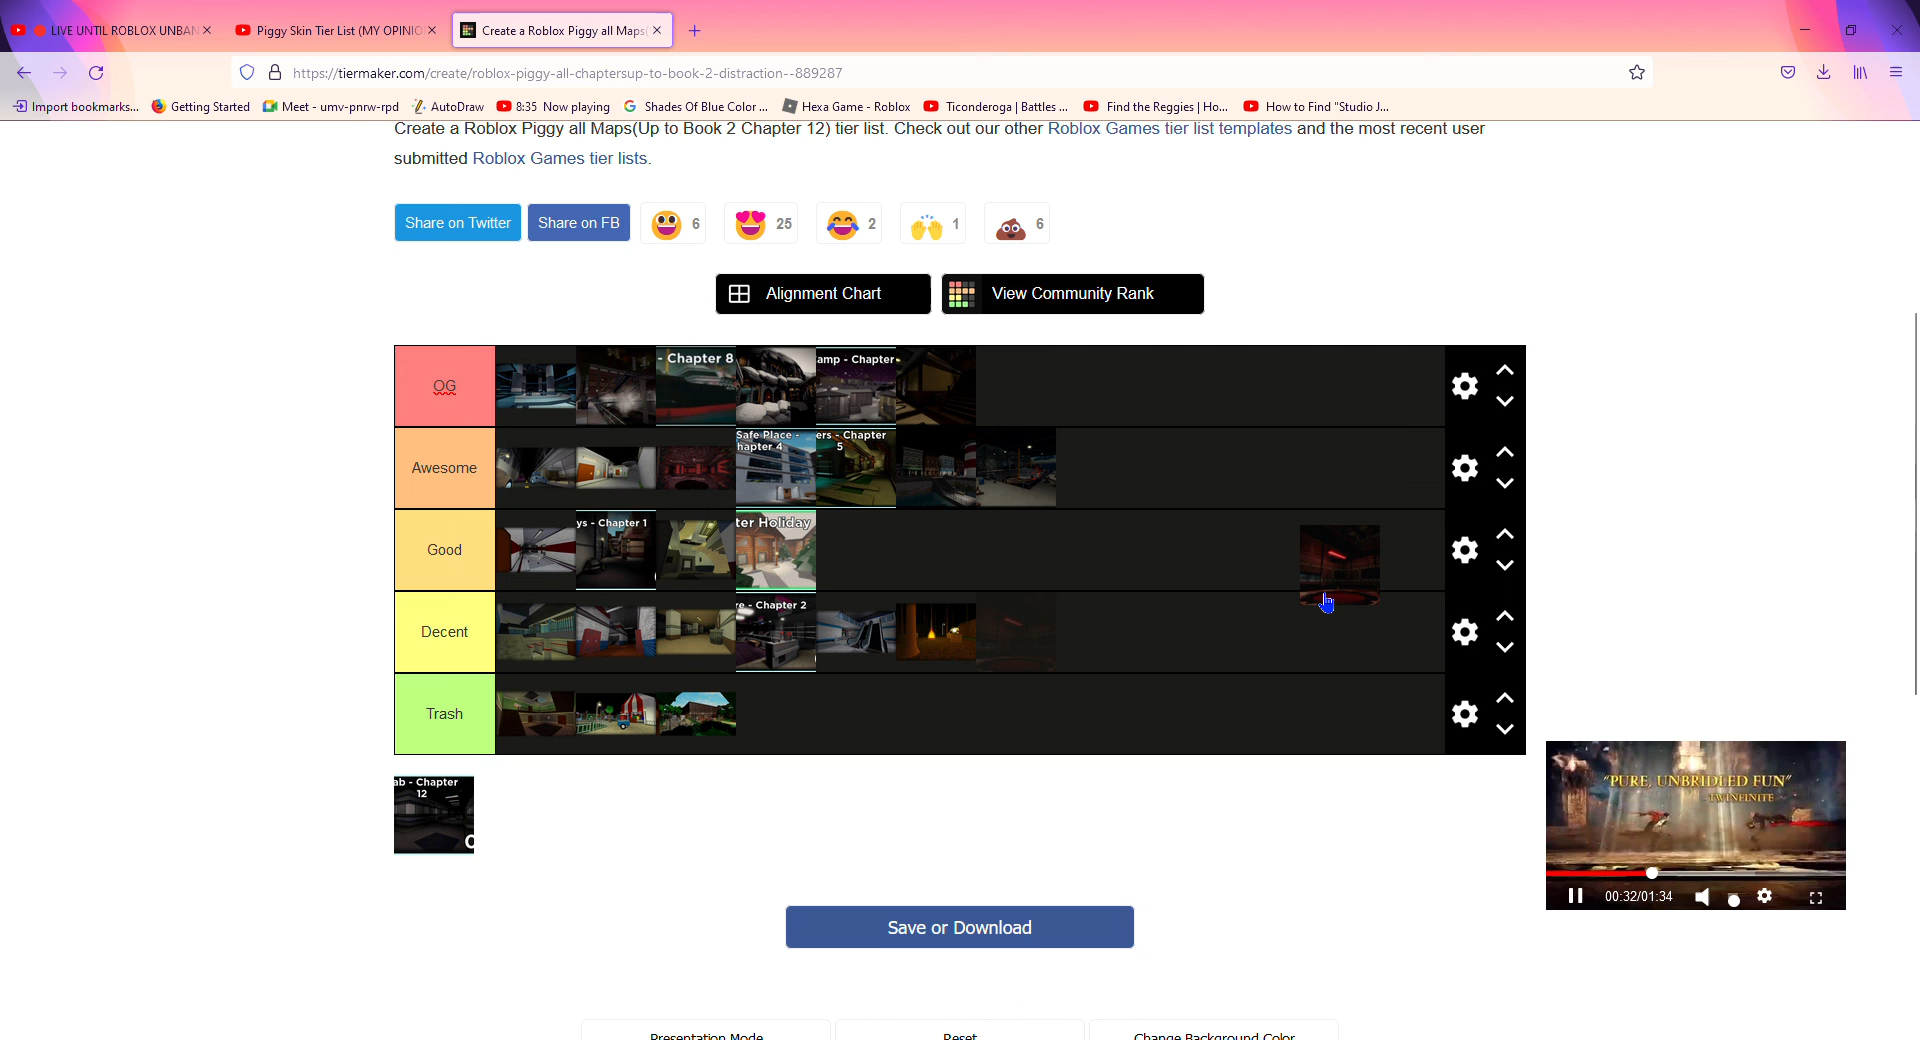 LIVE UNTIL ROBLOX UNBAN
Piggy Skin Tier List (MY OPINIO
Create a Roblox Piggy all Maps(
https://tiermaker.com/create/roblox-piggy-all-chaptersup-to-book-2-distraction--889287
Import bookmarks...
Getting Started
Meet - umv-pnrw-rpd
AutoDraw
8:35 Now playing
Shades Of Blue Color ...
Hexa Game - Roblox
Ticonderoga | Battles ...
Find the Reggies | Ho...
How to Find "Studio J...
Create a Roblox Piggy all Maps(Up to Book 2 Chapter 12) tier list. Check out our other Roblox Games tier list templates and the most recent user
submitted Roblox Games tier lists.
Share on Twitter
Share on FB
6
25
2
1
6
Alignment Chart
View Community Rank
OG
- Chapter 8
amp - Chapter
Awesome
Safe Place -
hapter 4
ers - Chapter
5
Good
ys - Chapter 1
ter Holiday
Decent
re - Chapter 2
Trash
ab - Chapter
12
"PURE, UNBRIDLED FUN"
- TWINFINITE
00:32/01:34
Save or Download
Presentation Mode
Reset
Change Background Color